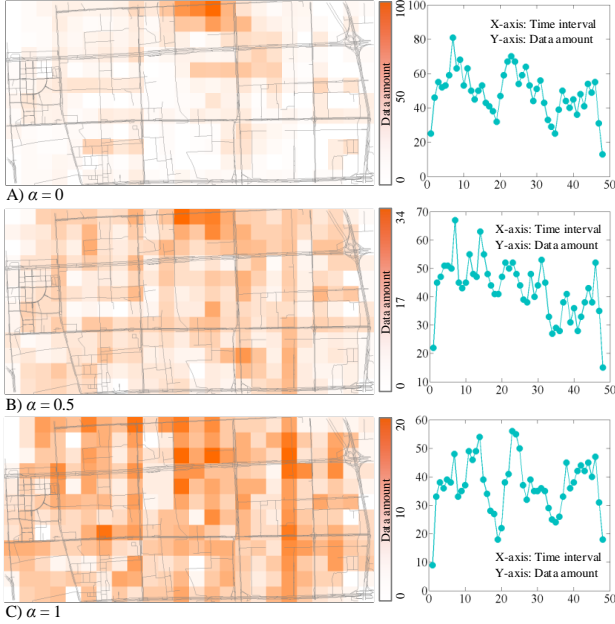 100
50
0
Data amount
100
80
60
40
20
0
X-axis: Time interval
Y-axis: Data amount
0 10 20 30 40 50
A) α = 0
34
17
0
Data amount
70
60
50
40
30
20
10
X-axis: Time interval
Y-axis: Data amount
0 10 20 30 40 50
B) α = 0.5
20
10
0
Data amount
60
50
40
30
20
10
0
X-axis: Time interval
Y-axis: Data amount
0 10 20 30 40 50
C) α = 1